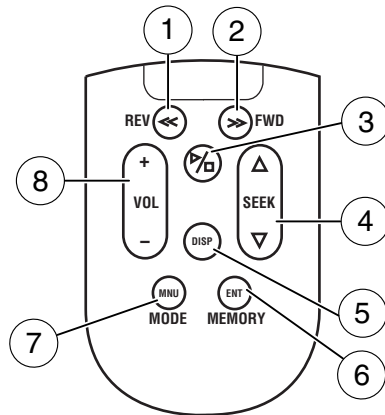 1 2
REV FWD
3
8 + VOL − SEEK 4
DISP
5
MNU ENT
7 MODE MEMORY 6